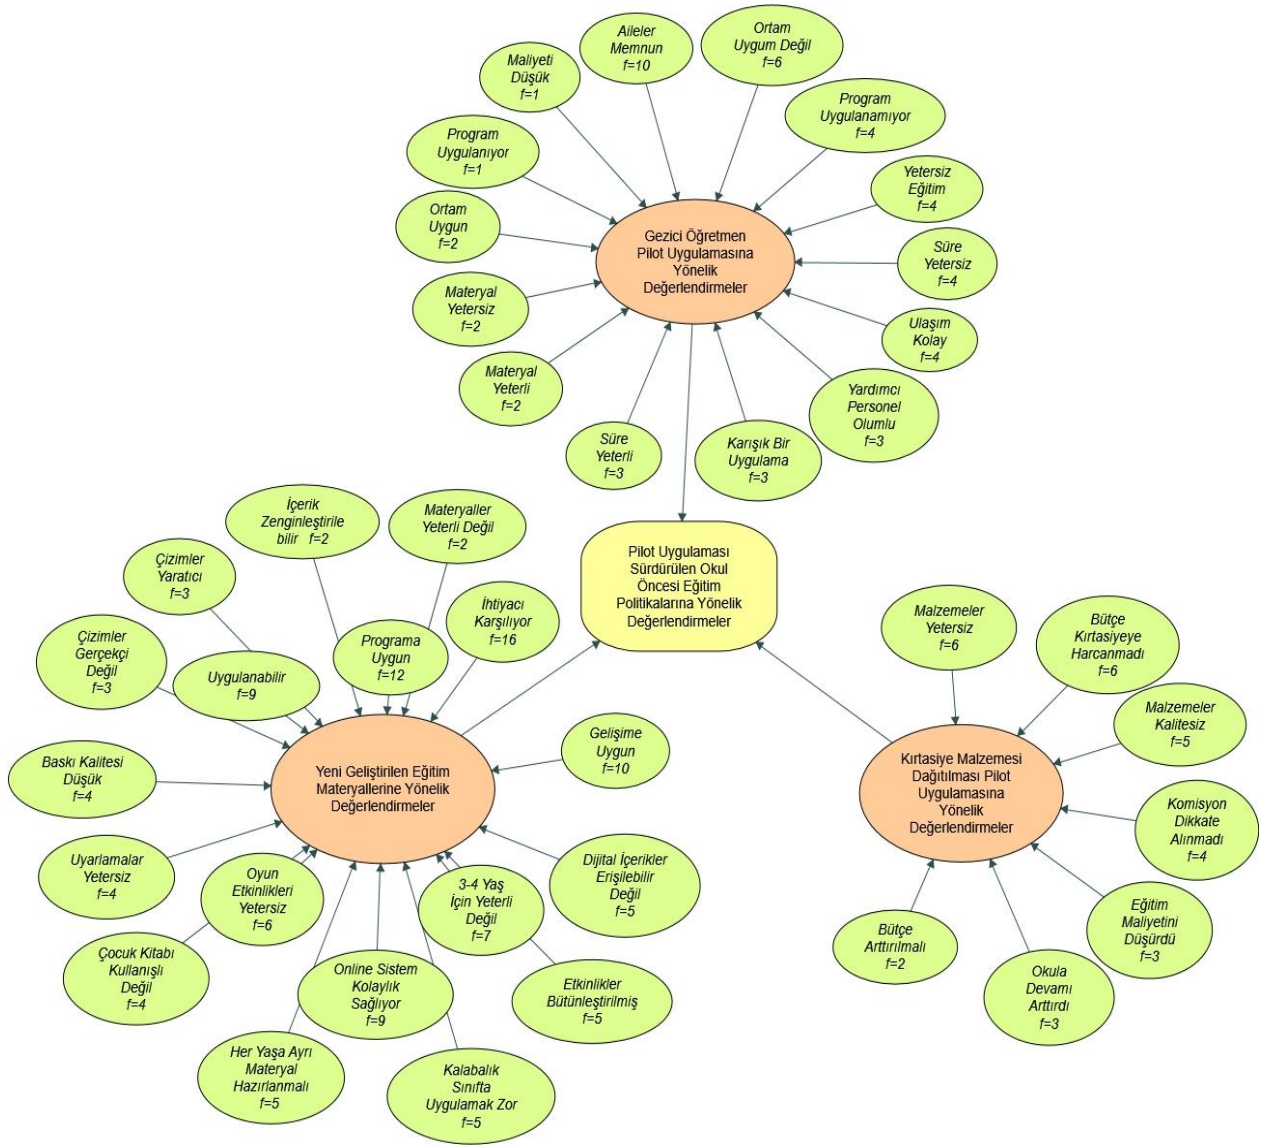 Aileler
Memnun
f=10
Ortam
Uygum Değil
f=6
Maliyeti
Düşük
f=1
Program
Uygulanamıyor
f=4
Program
Uygulanıyor
f=1
Yetersiz
Eğitim
f=4
Ortam
Uygun
f=2
Gezici Öğretmen
Pilot Uygulamasına
Yönelik
Değerlendirmeler
Süre
Yetersiz
f=4
Materyal
Yetersiz
f=2
Ulaşım
Kolay
f=4
Materyal
Yeterli
f=2
Yardımcı
Personel
Olumlu
f=3
Süre
Yeterli
f=3
Karışık Bir
Uygulama
f=3
İçerik
Zenginleştirile
bilir f=2
Materyaller
Yeterli Değil
f=2
Çizimler
Yaratıcı
f=3
Pilot Uygulaması
Sürdürülen Okul
Öncesi Eğitim
Politikalarına Yönelik
Değerlendirmeler
İhtiyacı
Karşılıyor
f=16
Çizimler
Gerçekçi
Değil
f=3
Programa
Uygun
f=12
Uygulanabilir
f=9
Malzemeler
Yetersiz
f=6
Bütçe
Kırtasiyeye
Harcanmadı
f=6
Malzemeler
Kalitesiz
f=5
Gelişime
Uygun
f=10
Baskı Kalitesi
Düşük
f=4
Yeni Geliştirilen Eğitim
Materyallerine Yönelik
Değerlendirmeler
Kırtasiye Malzemesi
Dağıtılması Pilot
Uygulamasına
Yönelik
Değerlendirmeler
Komisyon
Dikkate
Alınmadı
f=4
Uyarlamalar
Yetersiz
f=4
Oyun
Etkinlikleri
Yetersiz
f=6
3-4 Yaş
İçin Yeterli
Değil
f=7
Dijital İçerikler
Erişilebilir
Değil
f=5
Eğitim
Maliyetini
Düşürdü
f=3
Bütçe
Arttırılmalı
f=2
Çocuk Kitabı
Kullanışlı
Değil
f=4
Online Sistem
Kolaylık
Sağlıyor
f=9
Etkinlikler
Bütünleştirilmiş
f=5
Okula
Devamı
Arttırdı
f=3
Her Yaşa Ayrı
Materyal
Hazırlanmalı
f=5
Kalabalık
Sınıfta
Uygulamak Zor
f=5